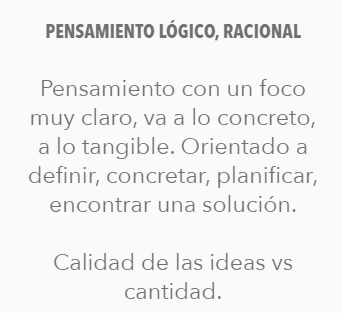 PENSAMIENTO LÓGICO, RACIONAL
Pensamiento con un foco
muy claro, va a lo concreto,
a lo tangible. Orientado a
definir, concretar, planificar,
encontrar una solución.
Calidad de las ideas vs
cantidad.